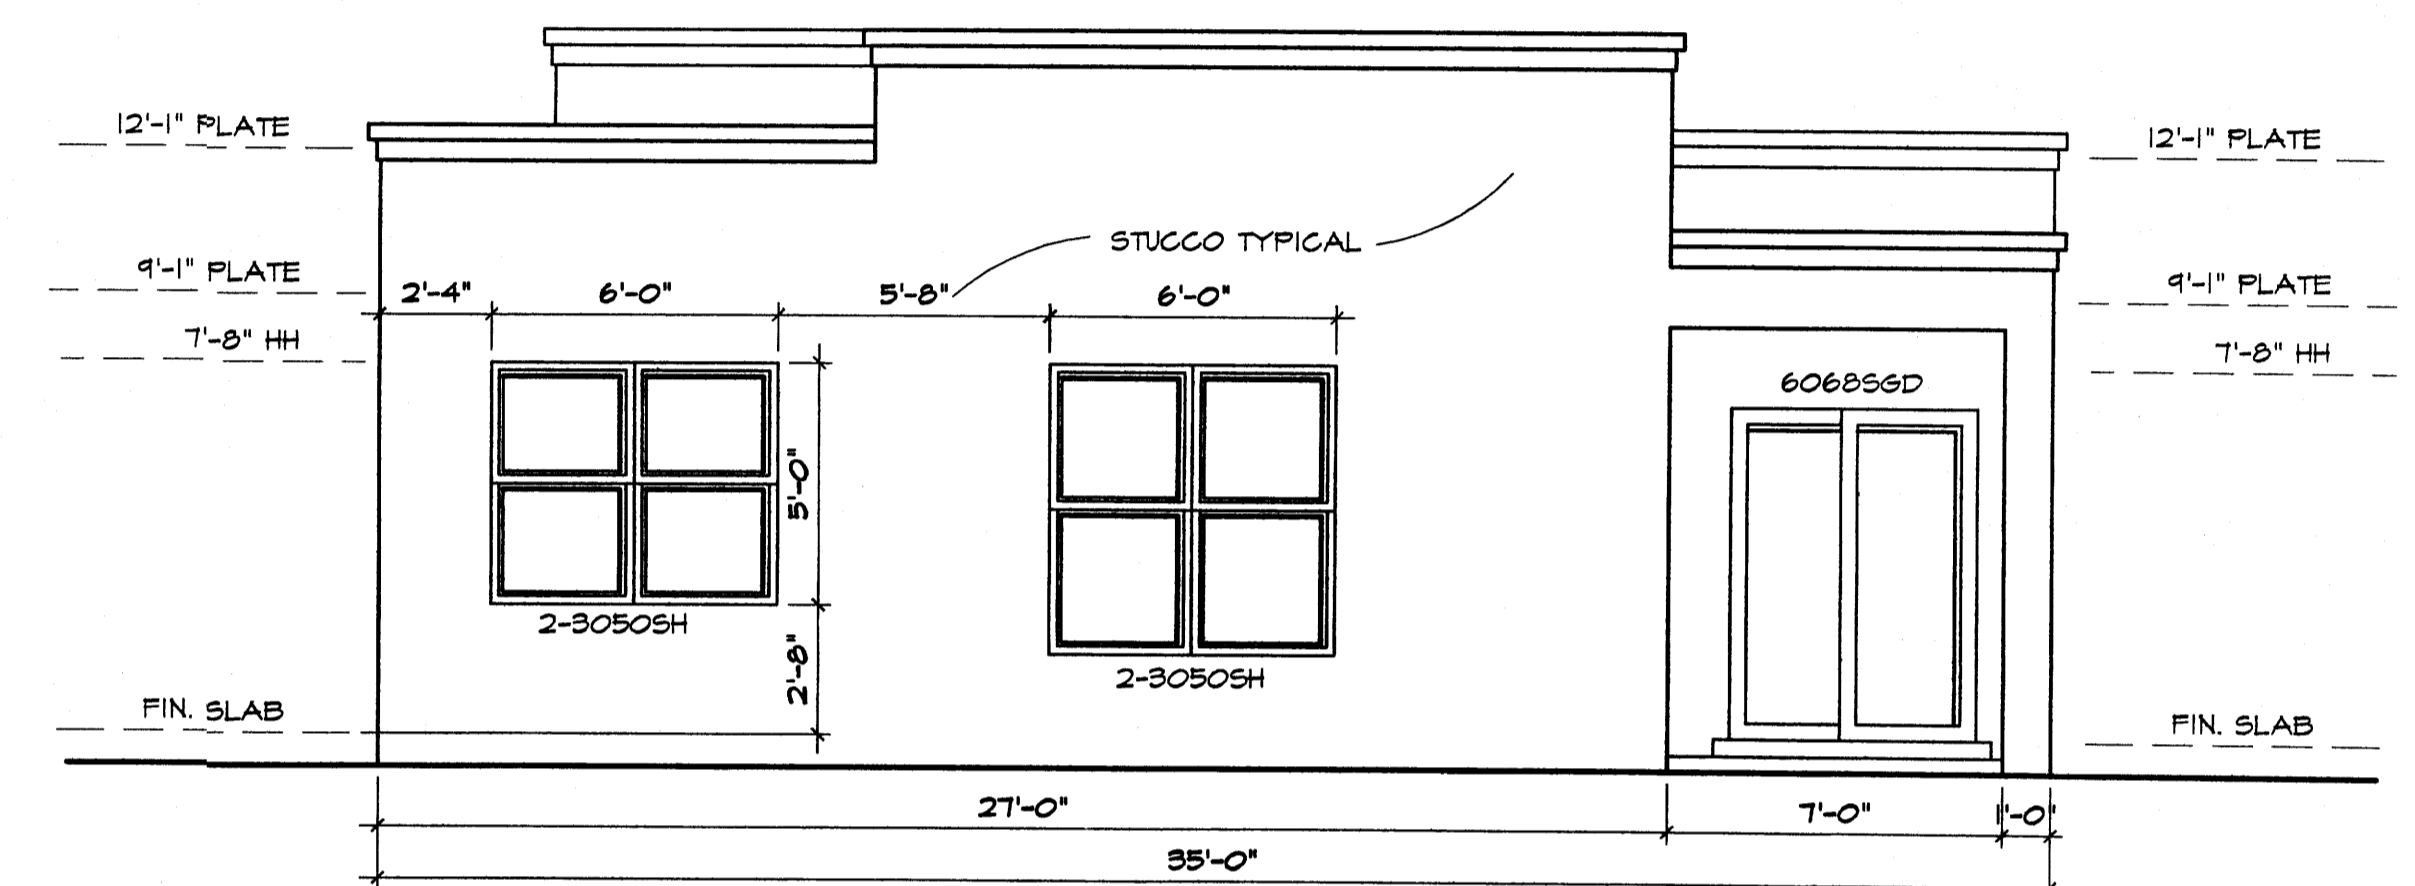 12'-1" PLATE
12'-1" PLATE
STUCCO TYPICAL
9'-1" PLATE
9'-1" PLATE
2'-4"
6'-0"
5'-8"
6'-0"
7'-8" HH
7'-8" HH
6068SGD
5'-0"
2-3050SH
2'-8"
2-3050SH
FIN. SLAB
FIN. SLAB
27'-0"
7'-0"
1'-0"
35'-0"